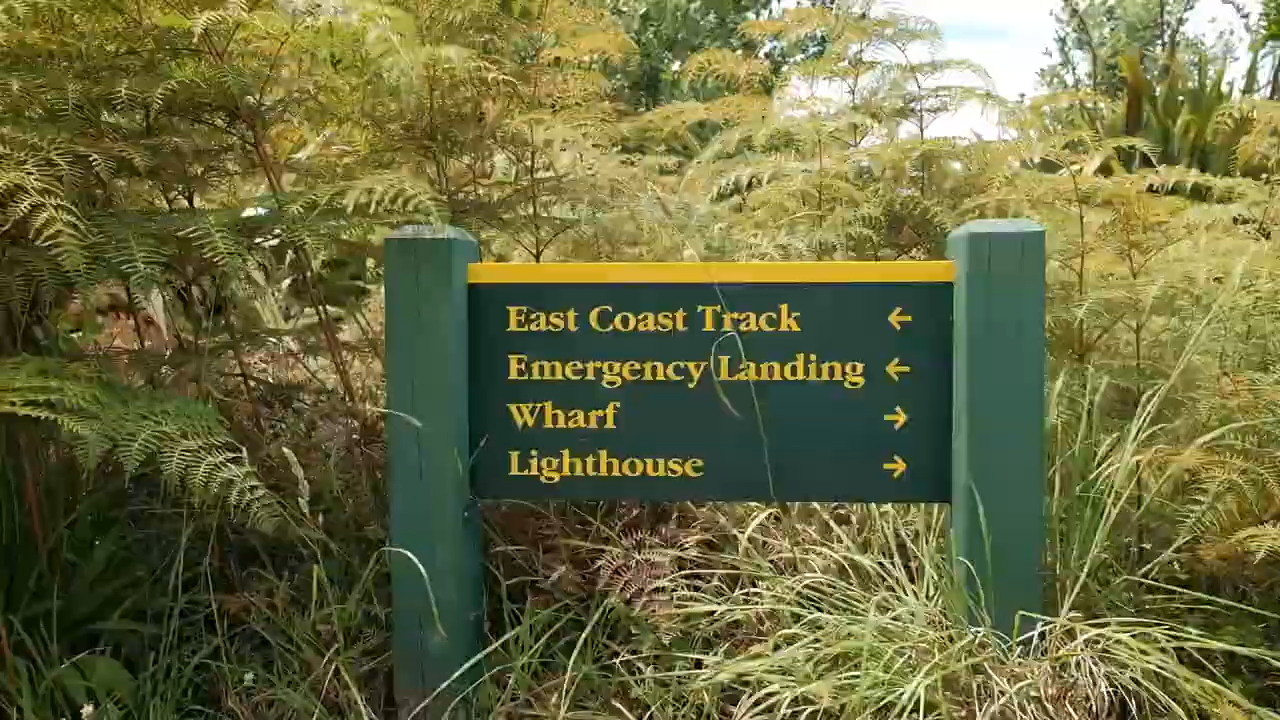 East Coast Track ←
Emergency Landing ←
Wharf →
Lighthouse →